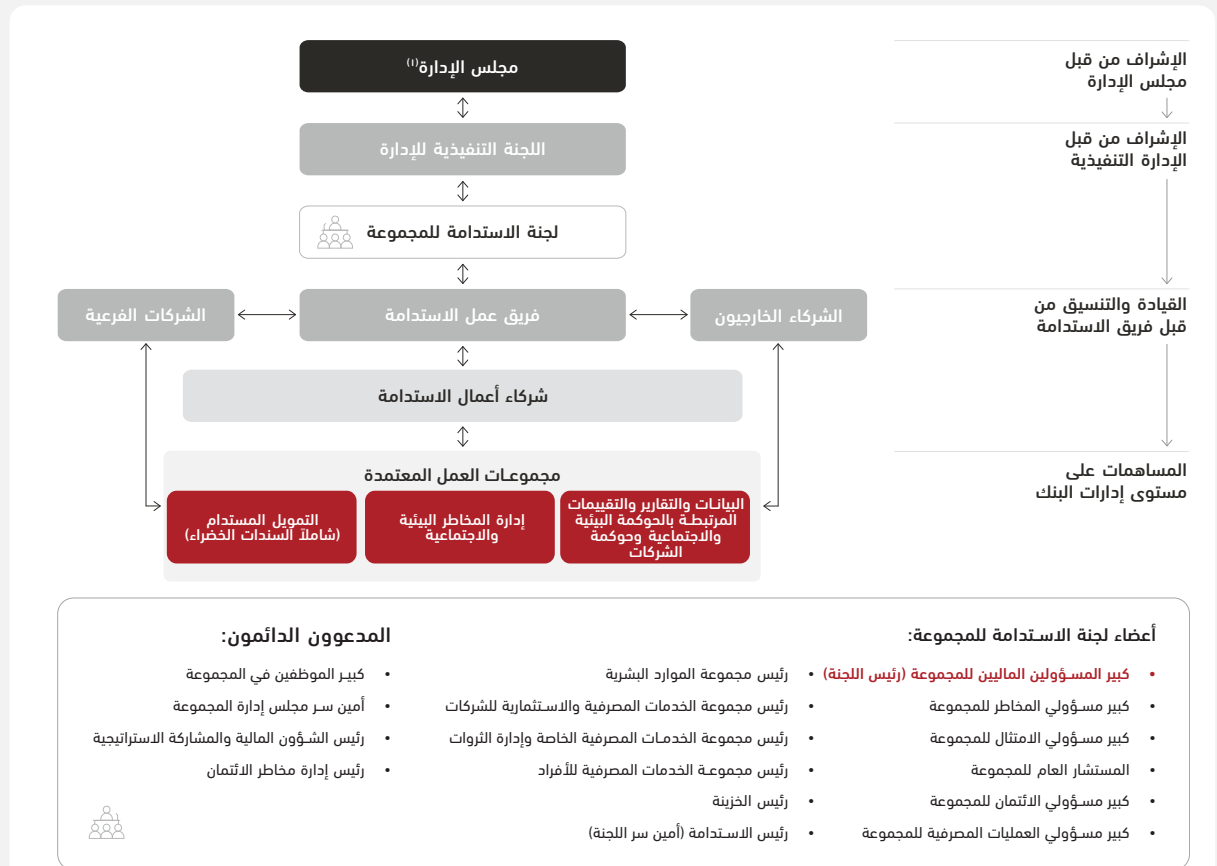 الإشراف من قبل
مجلس الإدارة
مجلس الإدارة(١)
الإشراف من قبل
الإدارة التنفيذية
اللجنة التنفيذية للإدارة
لجنة الاستدامة للمجموعة
القيادة والتنسيق من
قبل فريق الاستدامة
الشركاء الخارجيون
فريق عمل الاستدامة
الشركات الفرعية
شركاء أعمال الاستدامة
المساهمات على
مستوى إدارات البنك
مجموعات العمل المعتمدة
البيانات والتقارير والتقييمات
المرتبطة بالحوكمة البيئية
والاجتماعية وحوكمة
الشركات
إدارة المخاطر البيئية
والاجتماعية
التمويل المستدام
(شاملاً السندات الخضراء)
أعضاء لجنة الاستدامة للمجموعة:
• كبير المسؤولين الماليين للمجموعة (رئيس اللجنة)
• كبير مسؤولي المخاطر للمجموعة
• كبير مسؤولي الامتثال للمجموعة
• المستشار العام للمجموعة
• كبير مسؤولي الائتمان للمجموعة
• كبير مسؤولي العمليات المصرفية للمجموعة
• رئيس مجموعة الموارد البشرية
• رئيس مجموعة الخدمات المصرفية والاستثمارية للشركات
• رئيس مجموعة الخدمات المصرفية الخاصة وإدارة الثروات
• رئيس مجموعة الخدمات المصرفية للأفراد
• رئيس الخزينة
• رئيس الاستدامة (أمين سر اللجنة)
المدعوون الدائمون:
• كبير الموظفين في المجموعة
• أمين سر مجلس إدارة المجموعة
• رئيس الشؤون المالية والمشاركة الاستراتيجية
• رئيس إدارة مخاطر الائتمان